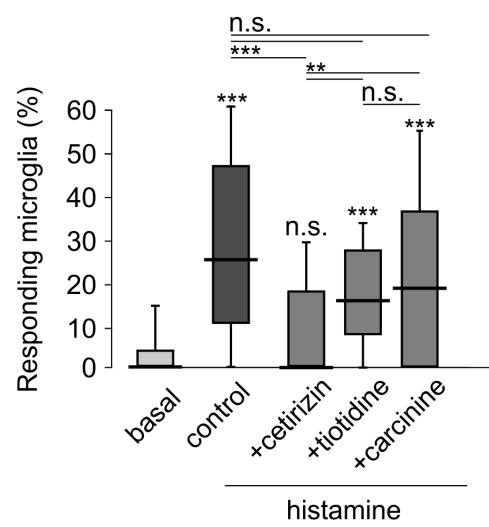 n.s.
***
**
n.s.
***
***
n.s.
***
Responding microglia (%)
60
50
40
30
20
10
0
basal
control
+cetirizin
+tiotidine
+carcinine
histamine